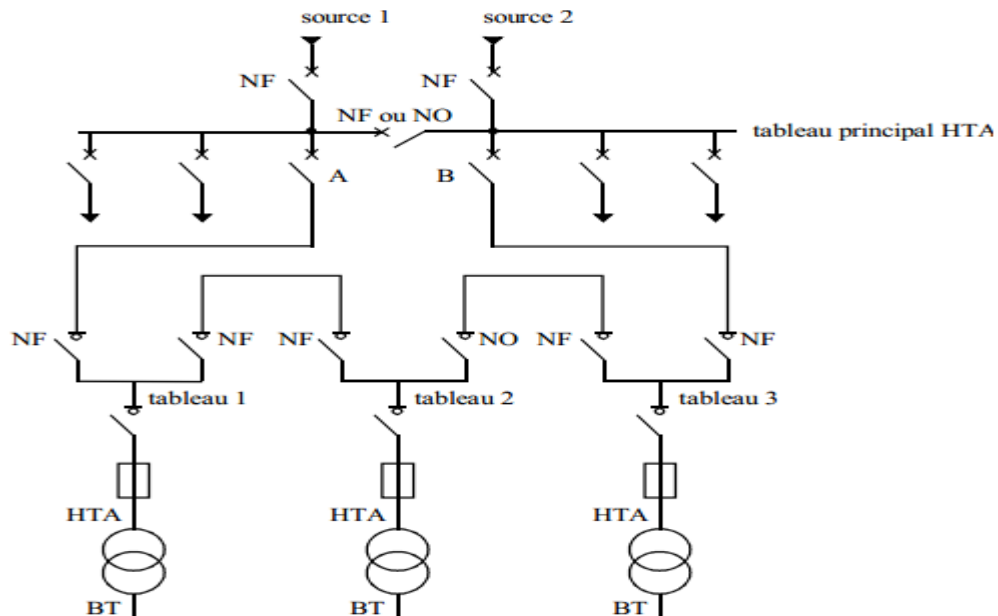 source 1
source 2
NF
NF
NF ou NO
tableau principal HTA
A
B
NF
NF
NF
NO
NF
NF
tableau 1
tableau 2
tableau 3
HTA
HTA
HTA
BT
BT
BT